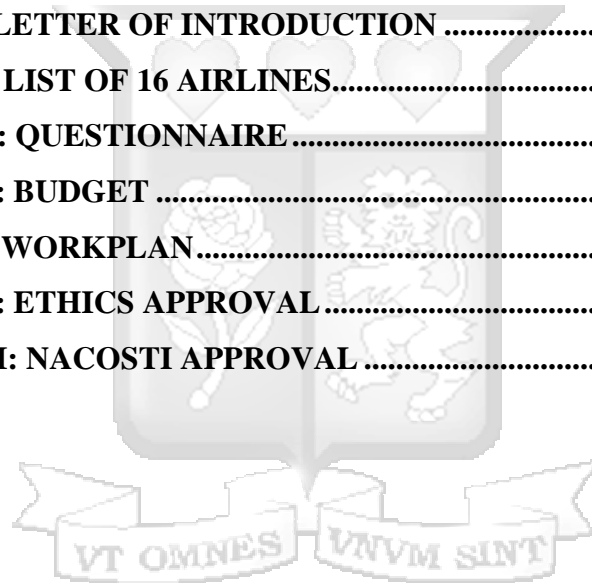 LETTER OF INTRODUCTION ...................
LIST OF 16 AIRLINES.................................
: QUESTIONNAIRE......................................
: BUDGET .......................................................
WORKPLAN..................................................
: ETHICS APPROVAL..................................
I: NACOSTI APPROVAL .............................
VT OMNES VNVM SINT